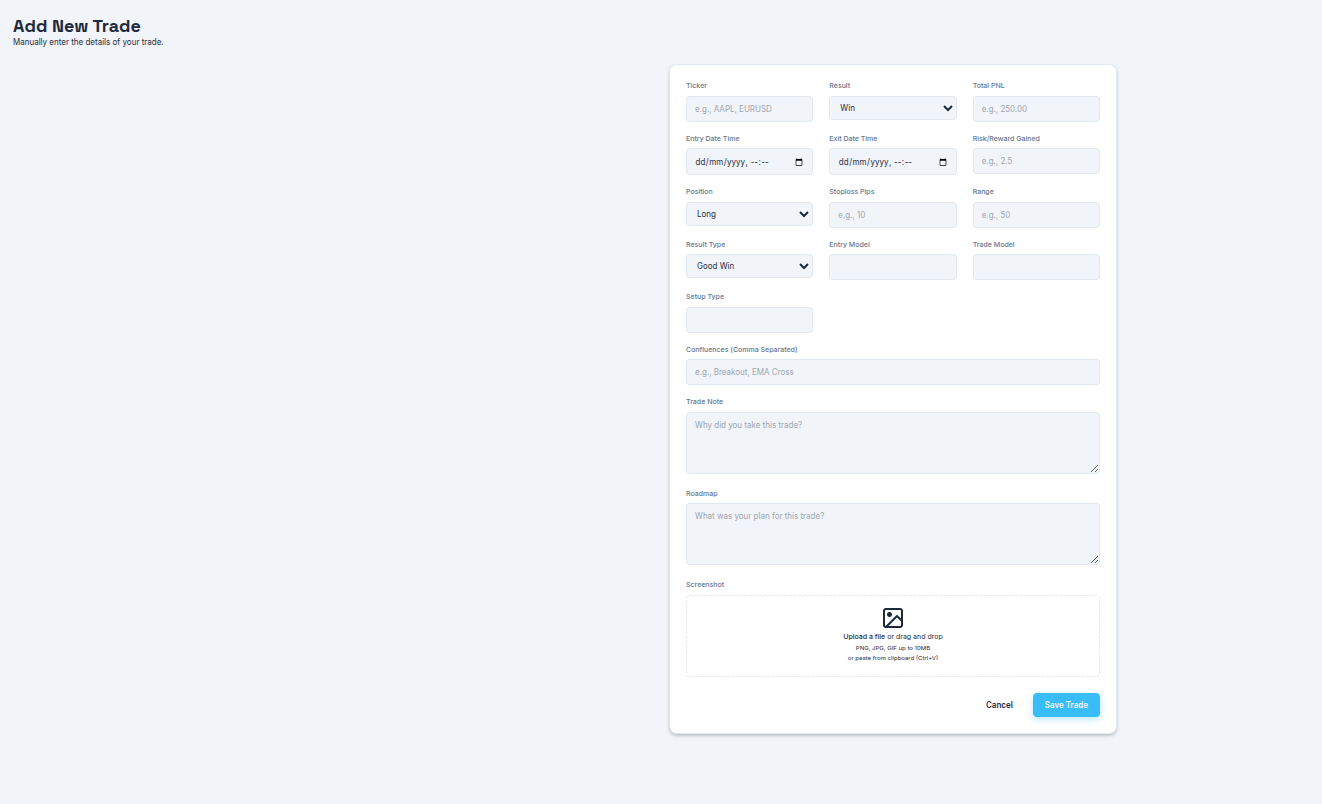 Add New Trade
Manually enter the details of your trade.
Ticker Result Total PNL
e.g., AAPL, EURUSD Win e.g., 250.00
Entry Date Time Exit Date Time Risk/Reward Gained
dd/mm/yyyy, --:-- dd/mm/yyyy, --:-- e.g., 2.5
Position Stoploss Pips Range
Long e.g., 10 e.g., 50
Result Type Entry Model Trade Model
Good Win
Setup Type
Confluences (Comma Separated)
e.g., Breakout, EMA Cross
Trade Note
Why did you take this trade?
Roadmap
What was your plan for this trade?
Screenshot
Upload a file or drag and drop
PNG, JPG, GIF up to 10MB
or paste from clipboard (Ctrl+V)
Cancel Save Trade